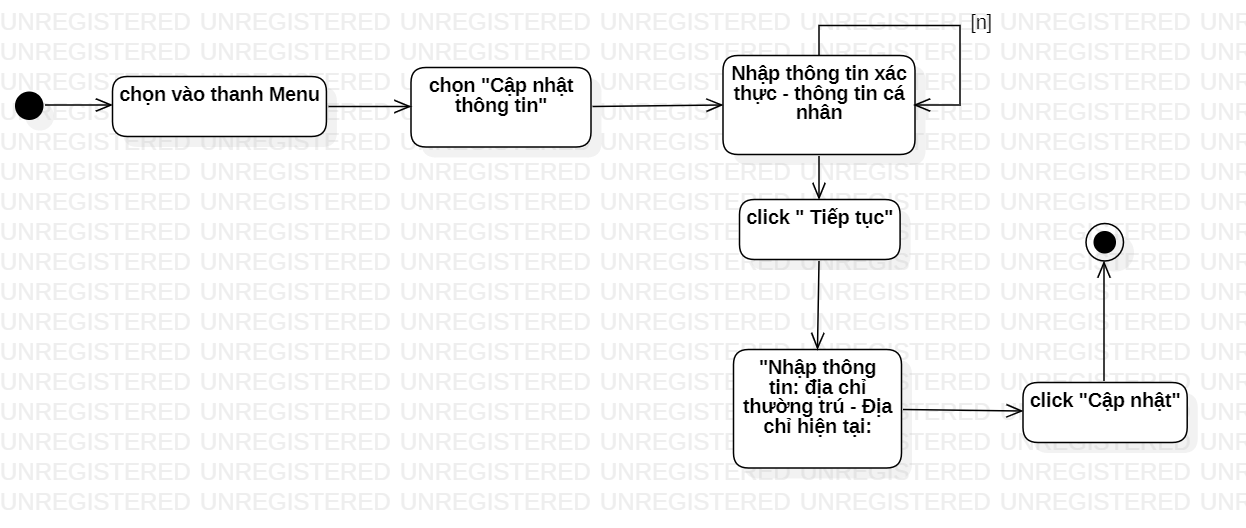 [n]
chọn vào thanh Menu
chọn "Cập nhật
thông tin"
Nhập thông tin xác
thực - thông tin cá
nhân
click " Tiếp tục"
"Nhập thông
tin: địa chỉ
thường trú - Địa
chỉ hiện tại:
click "Cập nhật"
UNREGISTERED